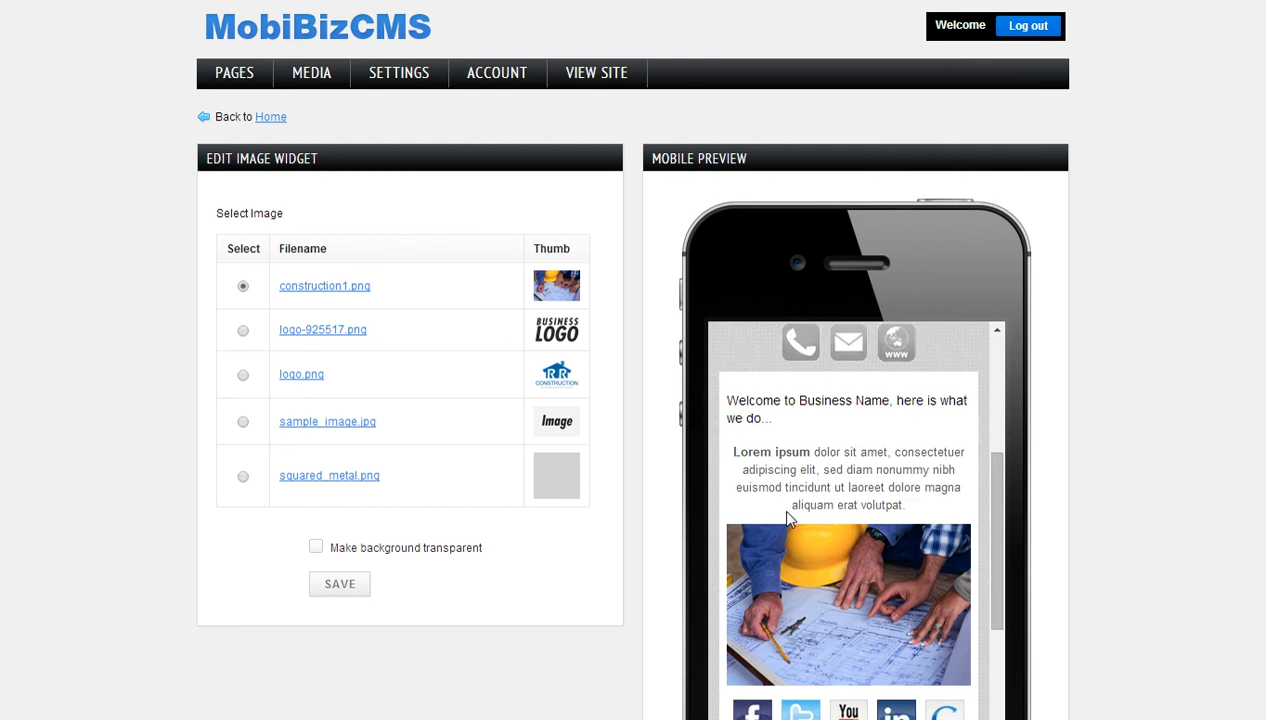 MobiBizCMS
Welcome Log out
PAGES MEDIA SETTINGS ACCOUNT VIEW SITE
Back to Home
EDIT IMAGE WIDGET
Select Image
Select Filename Thumb
construction1.png
logo-925517.png BUSINESS LOGO
logo.png RR CONSTRUCTION
sample_image.jpg Image
squared_metal.png
Make background transparent
SAVE
MOBILE PREVIEW
WWW
Welcome to Business Name, here is what
we do...
Lorem ipsum dolor sit amet, consectetuer
adipiscing elit, sed diam nonummy nibh
euismod tincidunt ut laoreet dolore magna
aliquam erat volutpat.
You